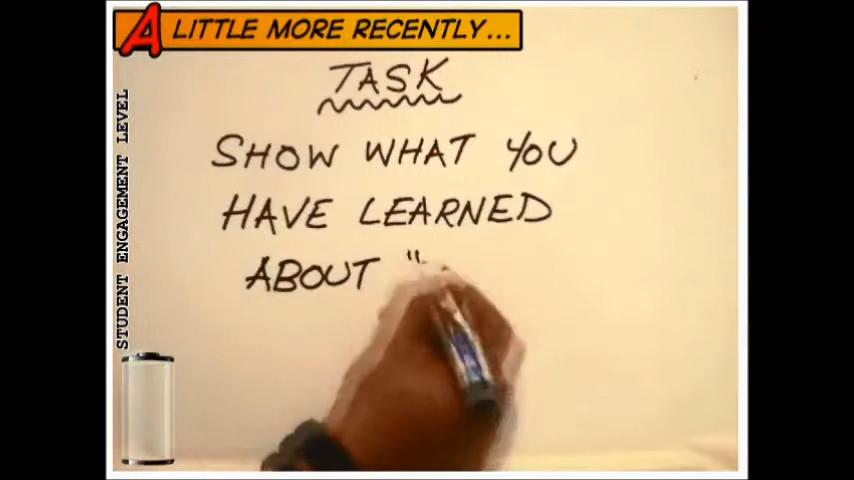 A LITTLE MORE RECENTLY...
TASK
SHOW WHAT YOU
HAVE LEARNED
ABOUT "
STUDENT ENGAGEMENT LEVEL